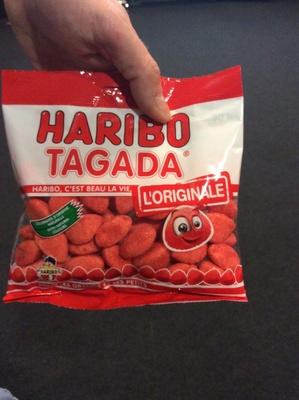 HARIBO
TAGADA®
HARIBO, C'EST BEAU LA VIE,
L'ORIGINALE
HARIBO